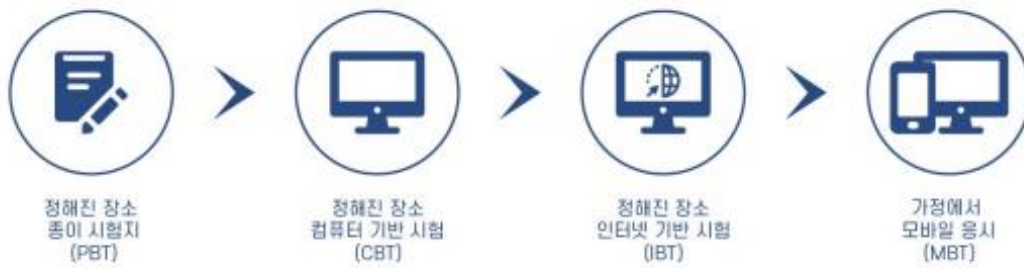 정해진 장소
종이 시험지
(PBT)
정해진 장소
컴퓨터 기반 시험
(CBT)
정해진 장소
인터넷 기반 시험
(IBT)
가정에서
모바일 응시
(MBT)